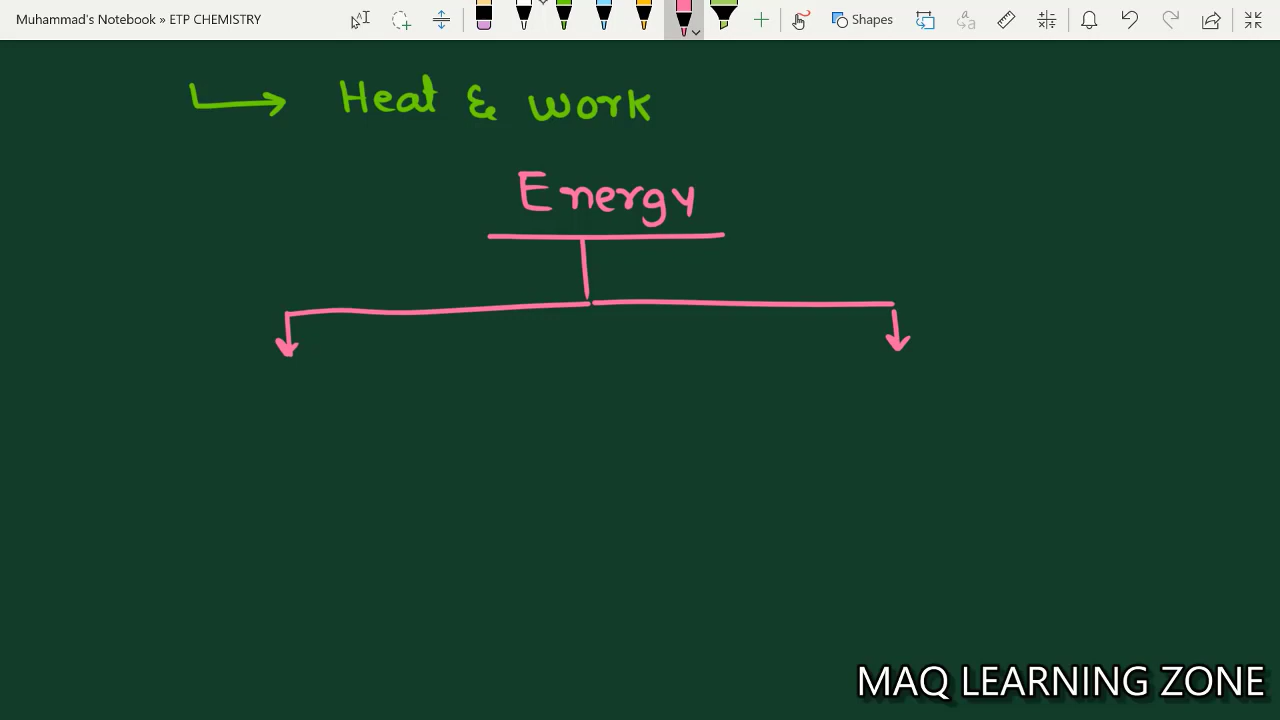 Muhammad's Notebook » ETP CHEMISTRY
Shapes
Heat & work
Energy
MAQ LEARNING ZONE